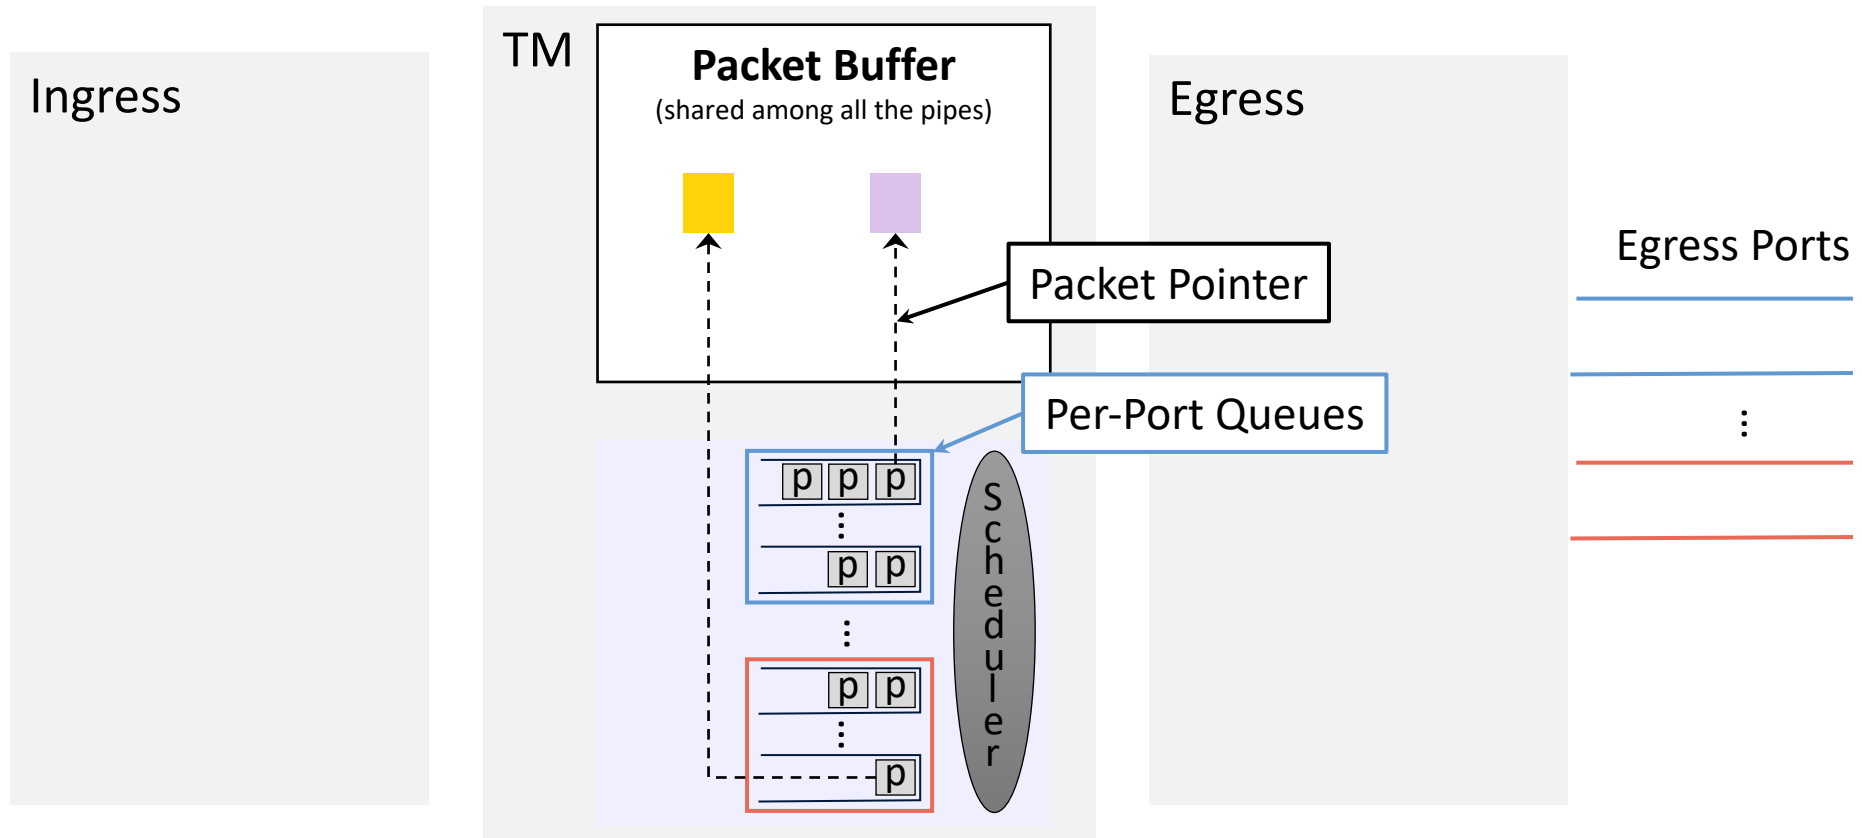 Ingress
TM
Packet Buffer
(shared among all the pipes)
Egress
Egress Ports
Packet Pointer
Per-Port Queues
p p p
p p
p p
p
Scheduler